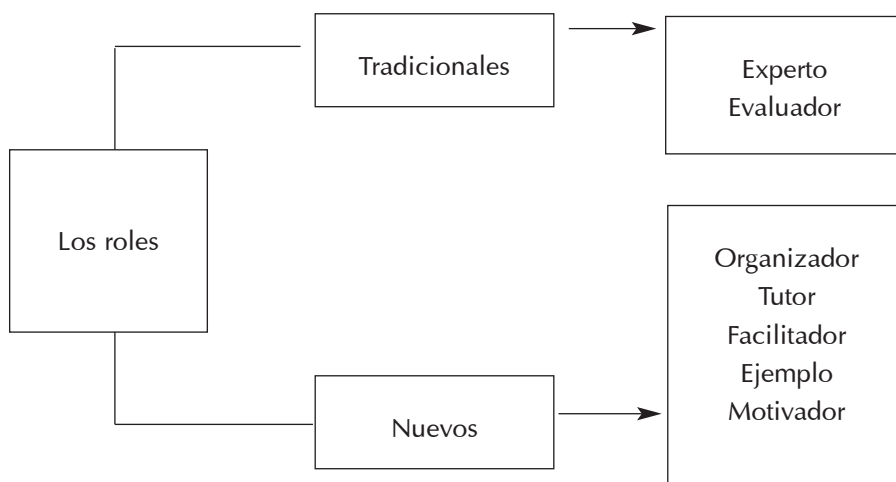 Los roles
Tradicionales
Experto
Evaluador
Nuevos
Organizador
Tutor
Facilitador
Ejemplo
Motivador